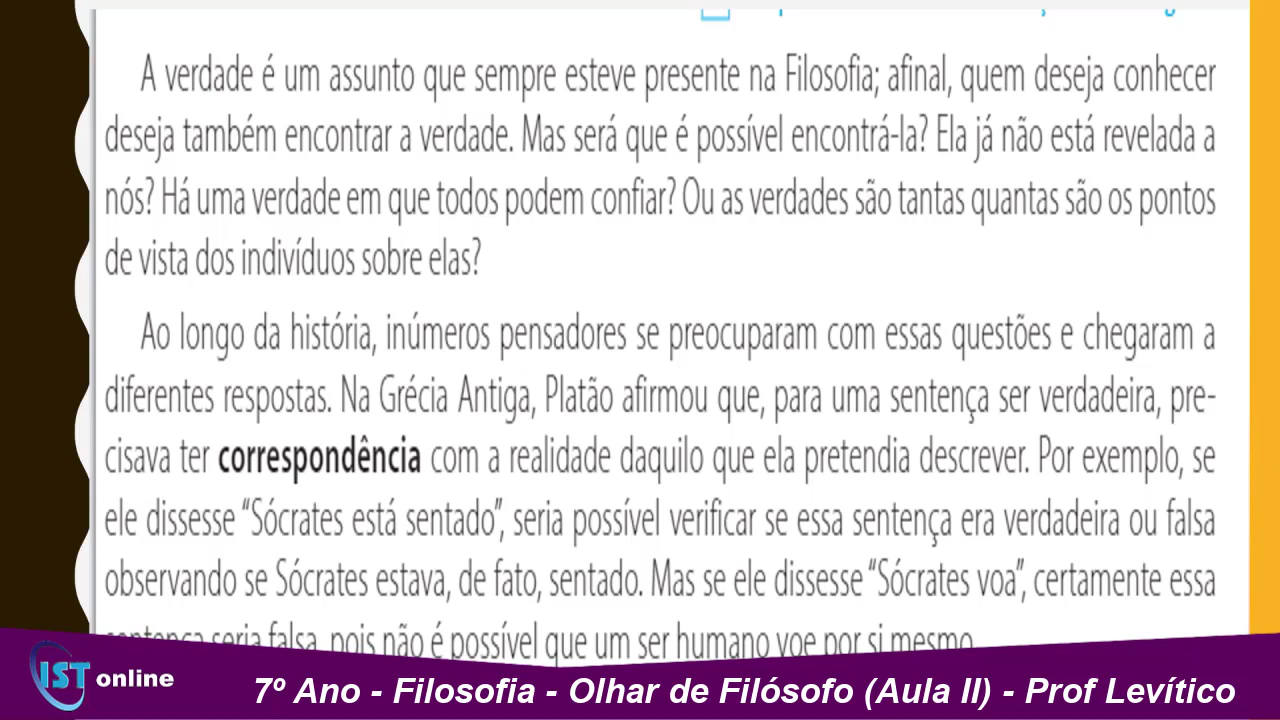 A verdade é um assunto que sempre esteve presente na Filosofia; afinal, quem deseja conhecer
deseja também encontrar a verdade. Mas será que é possível encontrá-la? Ela já não está revelada a
nós? Há uma verdade em que todos podem confiar? Ou as verdades são tantas quantas são os pontos
de vista dos indivíduos sobre elas?
Ao longo da história, inúmeros pensadores se preocuparam com essas questões e chegaram a
diferentes respostas. Na Grécia Antiga, Platão afirmou que, para uma sentença ser verdadeira, pre-
cisava ter correspondência com a realidade daquilo que ela pretendia descrever. Por exemplo, se
ele dissesse “Sócrates está sentado”, seria possível verificar se essa sentença era verdadeira ou falsa
observando se Sócrates estava, de fato, sentado. Mas se ele dissesse “Sócrates voa”, certamente essa
sentença seria falsa, pois não é possível que um ser humano voe por si mesmo.
IST online
7º Ano - Filosofia - Olhar de Filósofo (Aula II) - Prof Levítico